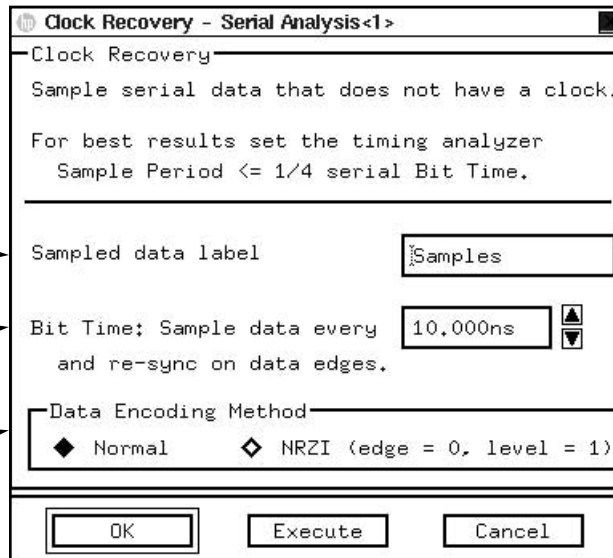 hp Clock Recovery - Serial Analysis<1>
Clock Recovery
Sample serial data that does not have a clock.
For best results set the timing analyzer
Sample Period <= 1/4 serial Bit Time.
Sampled data label Samples
Bit Time: Sample data every 10.000ns
and re-sync on data edges.
Data Encoding Method
Normal NRZI (edge = 0, level = 1)
OK Execute Cancel